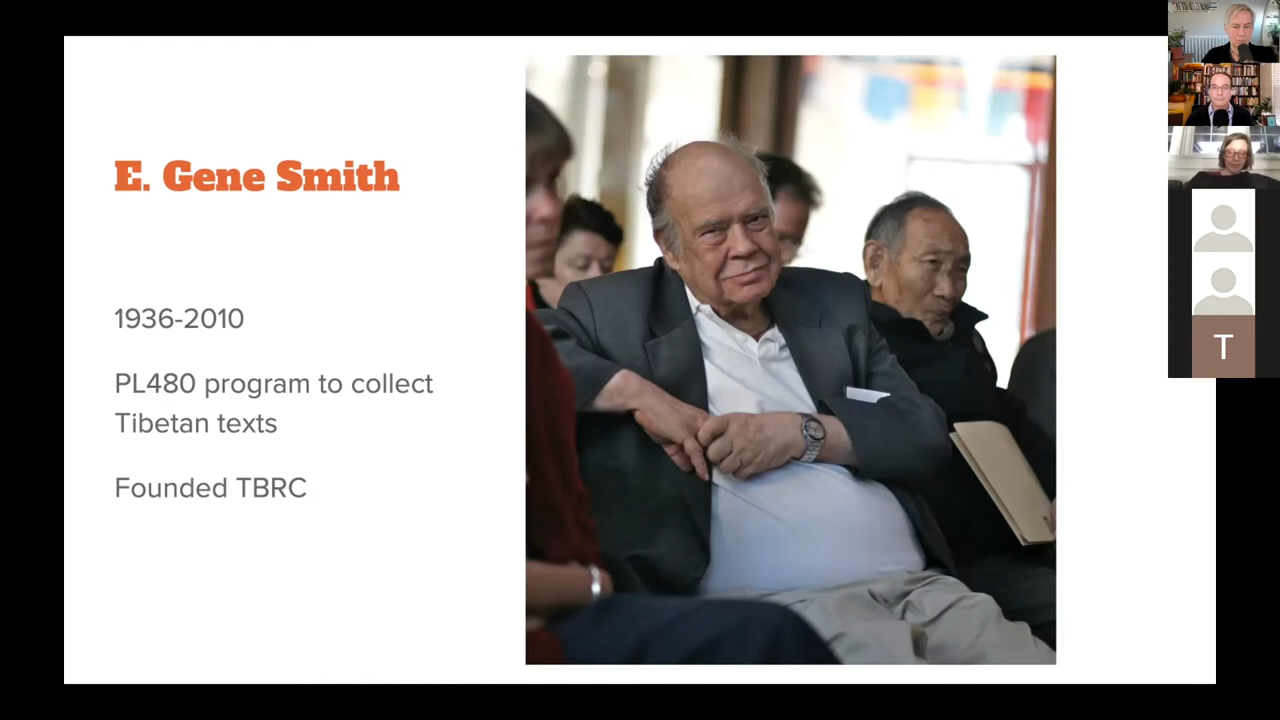 E. Gene Smith
1936-2010
PL480 program to collect
Tibetan texts
Founded TBRC
T